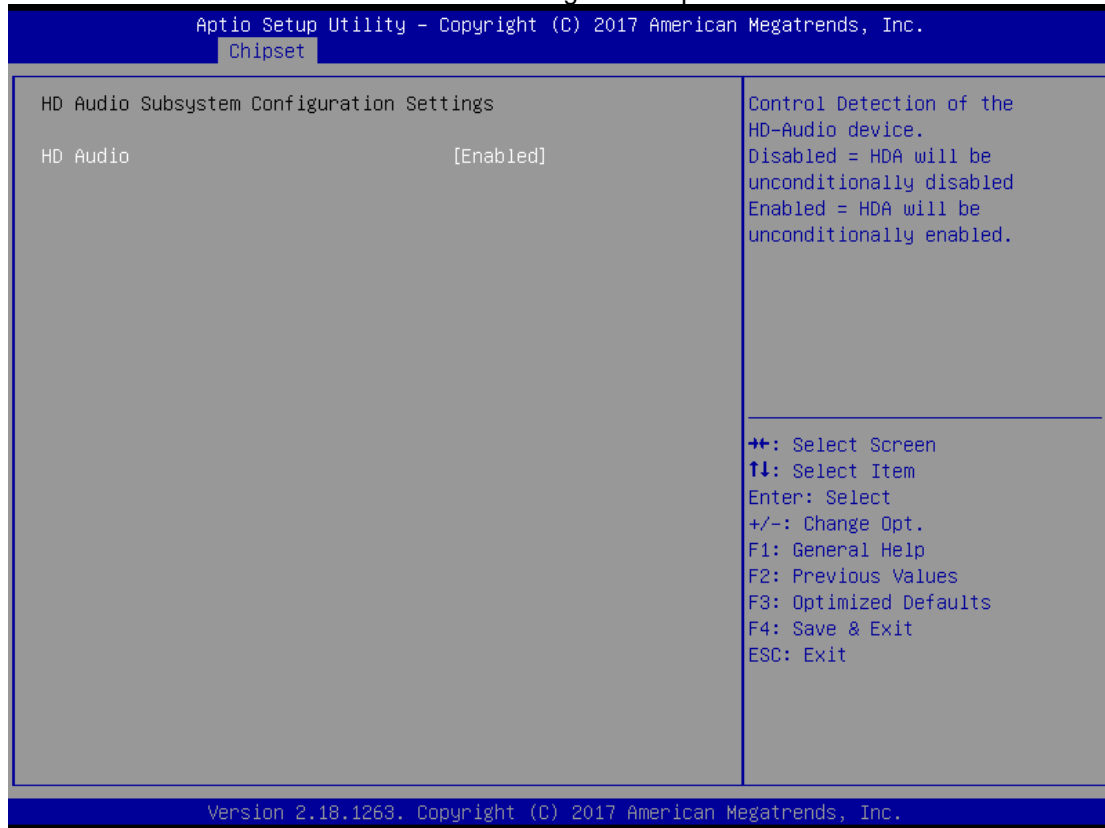 Aptio Setup Utility – Copyright (C) 2017 American Megatrends, Inc.
Chipset
HD Audio Subsystem Configuration Settings
HD Audio [Enabled]
Control Detection of the
HD-Audio device.
Disabled = HDA will be
unconditionally disabled
Enabled = HDA will be
unconditionally enabled.
→←: Select Screen
↑↓: Select Item
Enter: Select
+/-: Change Opt.
F1: General Help
F2: Previous Values
F3: Optimized Defaults
F4: Save & Exit
ESC: Exit
Version 2.18.1263. Copyright (C) 2017 American Megatrends, Inc.